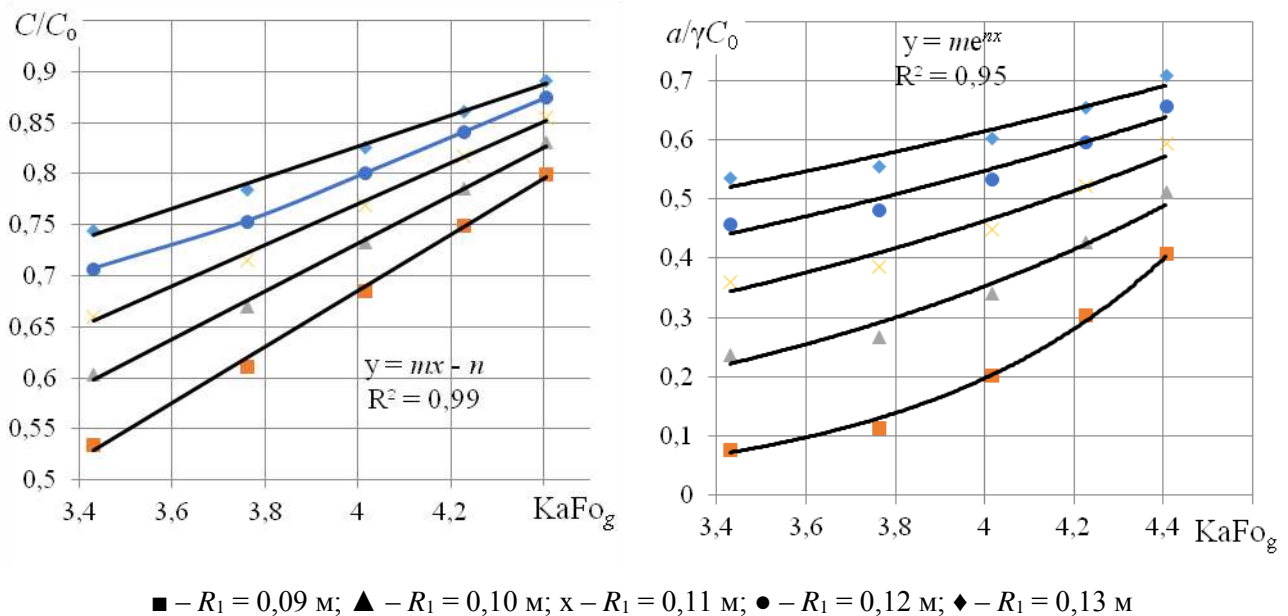 C/C₀
0,9
0,85
0,8
0,75
0,7
0,65
0,6
0,55
0,5
3,4 3,8 4 4,2 KaFo_g
y = mx - n
R² = 0,99
a/γC₀
0,7
0,6
0,5
0,4
0,3
0,2
0,1
0
3,4 3,8 4 4,2 4,4 KaFo_g
y = me^{nx}
R² = 0,95
■ – R₁ = 0,09 м; ▲ – R₁ = 0,10 м; x – R₁ = 0,11 м; ● – R₁ = 0,12 м; ♦ – R₁ = 0,13 м